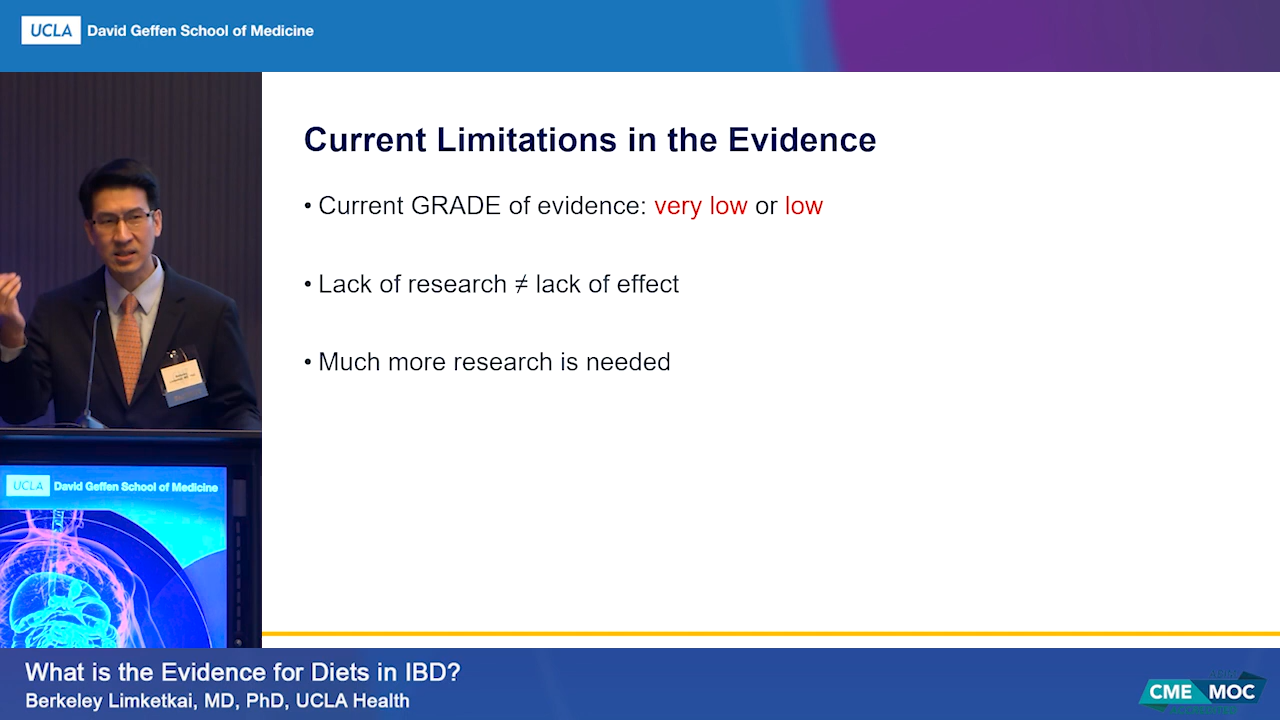 UCLA David Geffen School of Medicine
Current Limitations in the Evidence
• Current GRADE of evidence: very low or low
• Lack of research ≠ lack of effect
• Much more research is needed
UCLA David Geffen School of Medicine
What is the Evidence for Diets in IBD?
Berkeley Limketkai, MD, PhD, UCLA Health
CME MOC